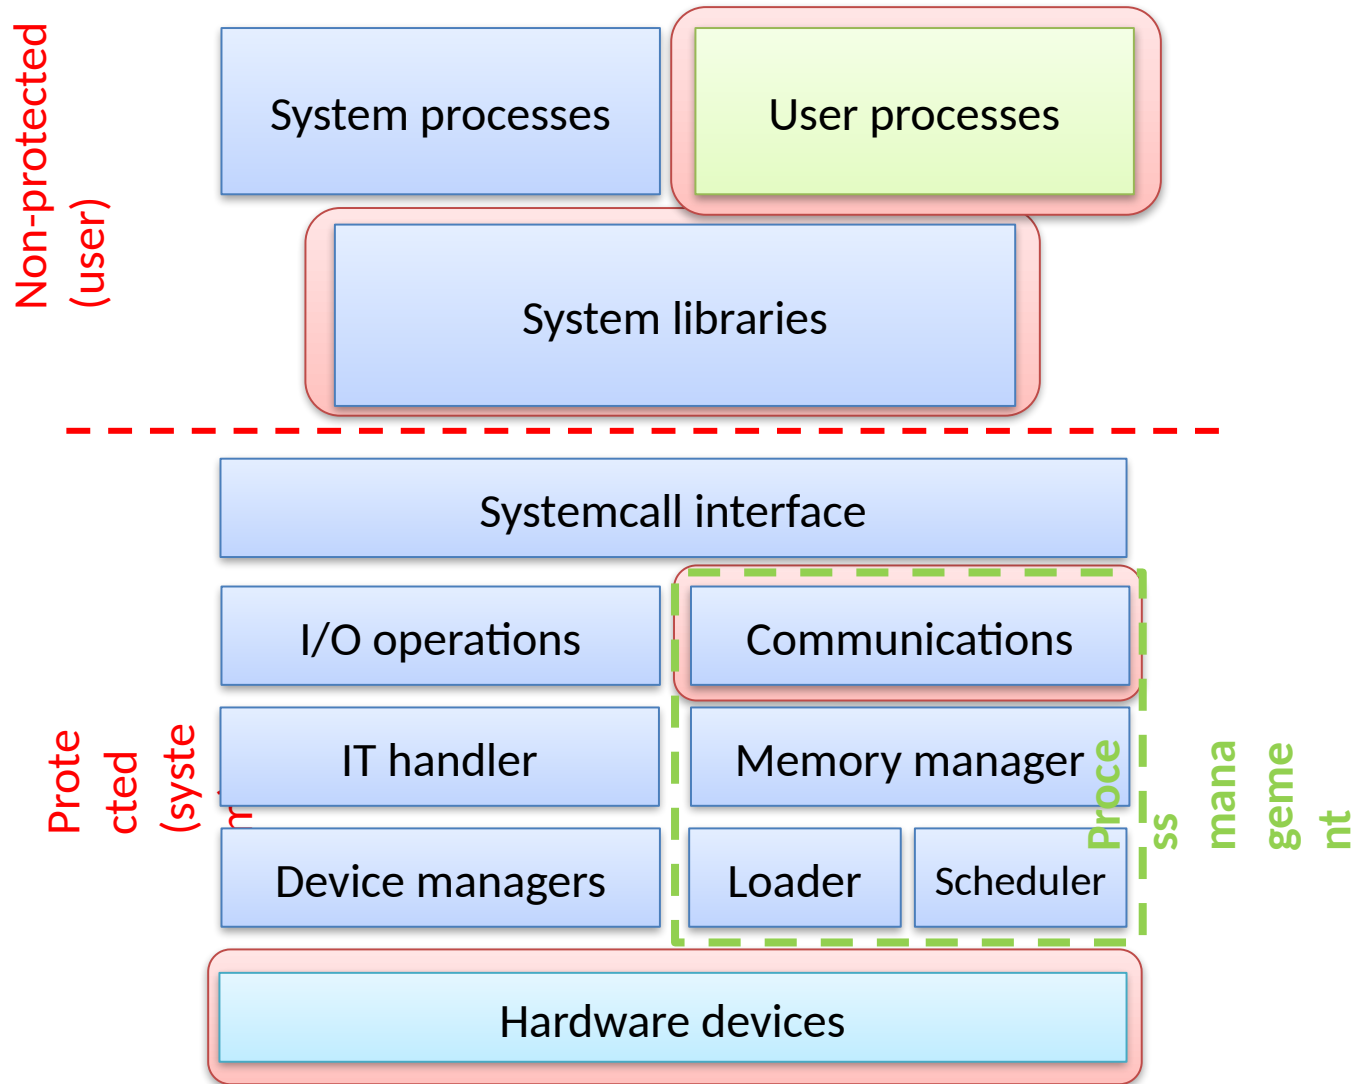 Non-protected
(user)
System processes
User processes
System libraries
Systemcall interface
I/O operations
Communications
Prote
cted
(syste
IT handler
Memory manager
Proce
ss
mana
geme
nt
Device managers
Loader
Scheduler
Hardware devices